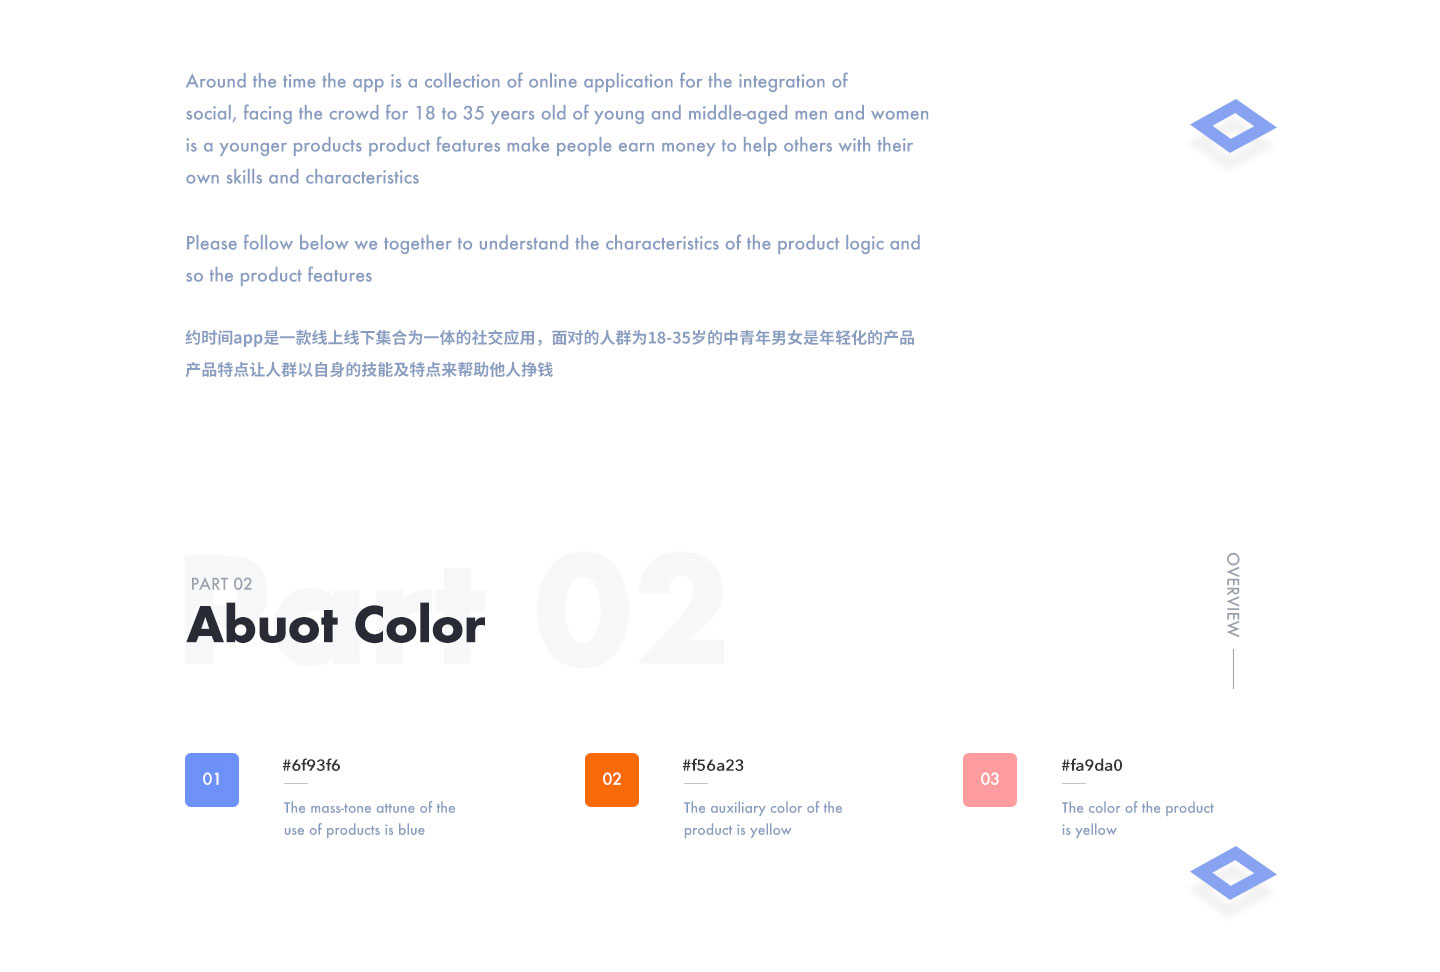 Around the time the app is a collection of online application for the integration of
social, facing the crowd for 18 to 35 years old of young and middle-aged men and women
is a younger products product features make people earn money to help others with their
own skills and characteristics
Please follow below we together to understand the characteristics of the product logic and
so the product features
约时间app是一款线上线下集合为一体的社交应用，面对的人群为18-35岁的中青年男女是年轻化的产品
产品特点让人群以自身的技能及特点来帮助他人挣钱
Part 02
PART 02
Abuot Color
OVERVIEW
01
#6f93f6
The mass-tone attune of the
use of products is blue
02
#f56a23
The auxiliary color of the
product is yellow
03
#fa9da0
The color of the product
is yellow